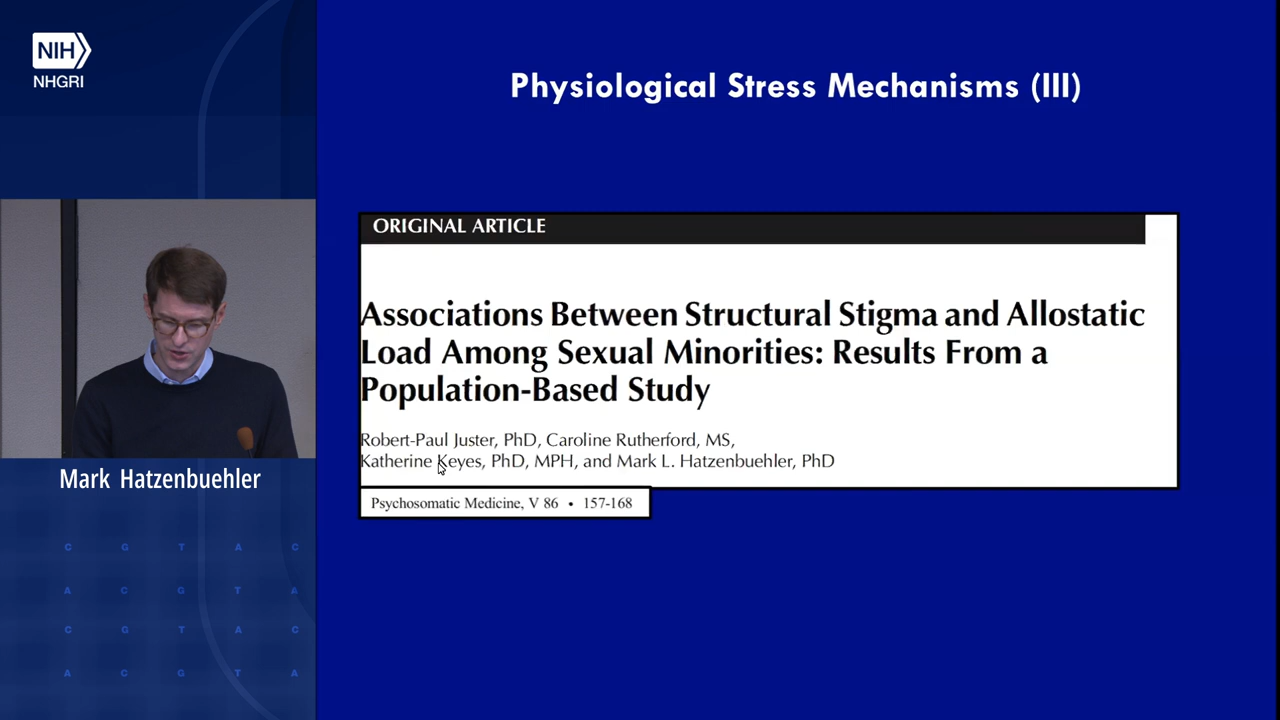 NIH
NHGRI
Physiological Stress Mechanisms (III)
ORIGINAL ARTICLE
Associations Between Structural Stigma and Allostatic
Load Among Sexual Minorities: Results From a
Population-Based Study
Robert-Paul Juster, PhD, Caroline Rutherford, MS,
Katherine Keyes, PhD, MPH, and Mark L. Hatzenbuehler, PhD
Psychosomatic Medicine, V 86 • 157-168
Mark Hatzenbuehler
C G T A C
A C G T A
C G T A C
A C G T A